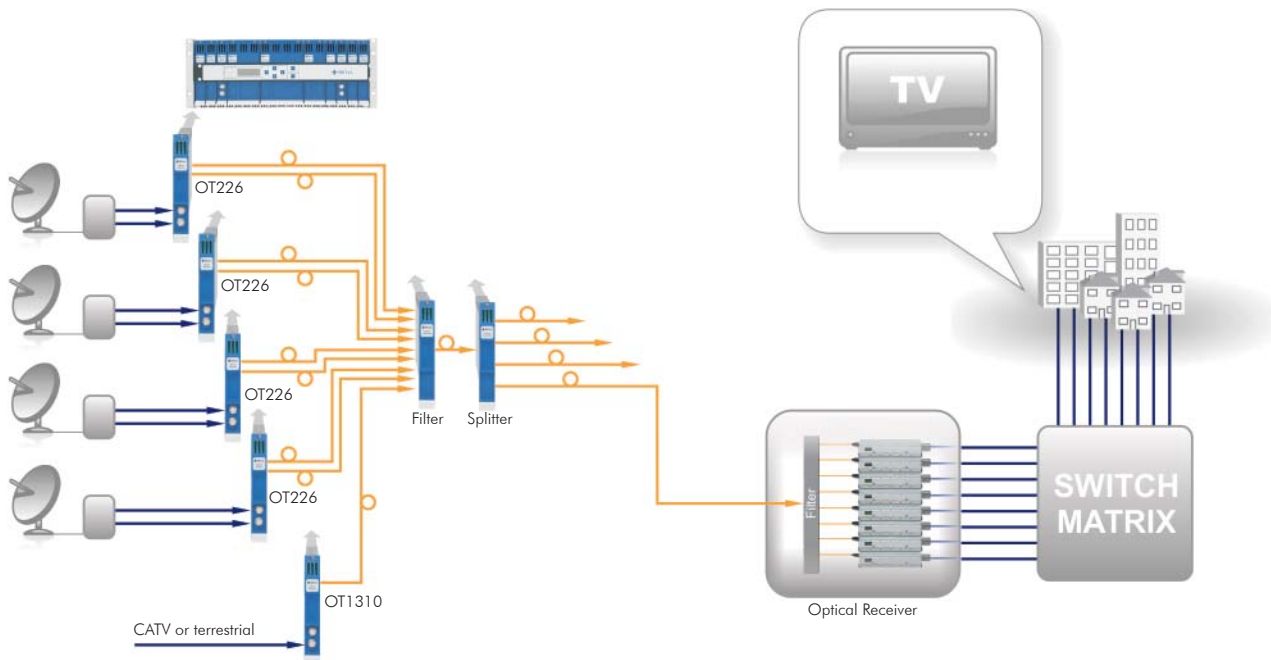 TV
OT226
OT226
OT226
OT226
Filter
Splitter
OT1310
CATV or terrestrial
Filter
Optical Receiver
SWITCH
MATRIX